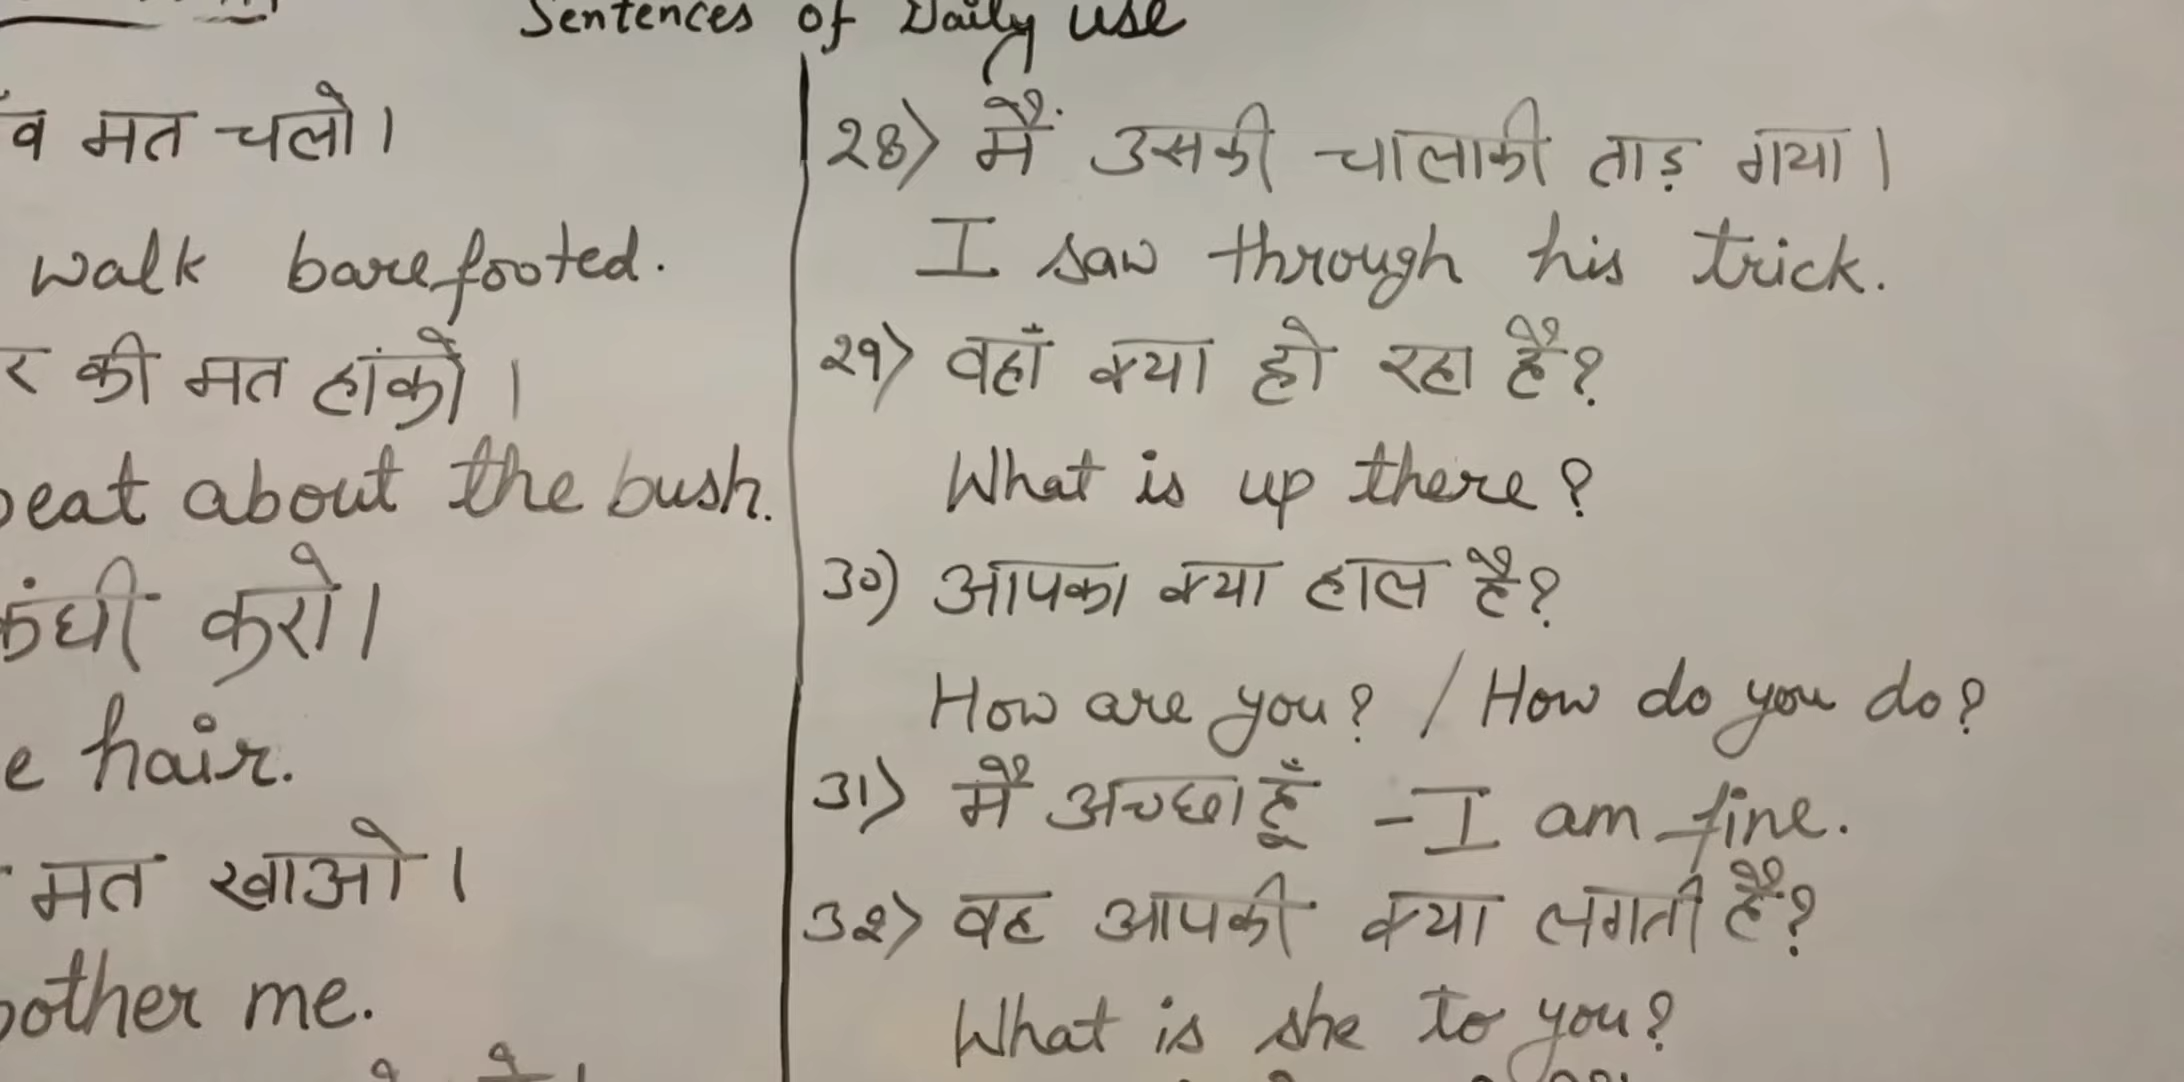 Sentences of Daily use
मत चलो।
walk barefooted.
की मत हांको।
about the bush.
कंघी करो।
hair.
मत खाओ।
me.
28) मैं उसकी चालाकी ताड़ गया।
I saw through his trick.
29) वहाँ क्या हो रहा है?
What is up there?
30) आपका क्या हाल है?
How are you? / How do you do?
31) मै अच्छा हूँ - I am fine.
32) वह आपकी क्या लगती है?
What is she to you?